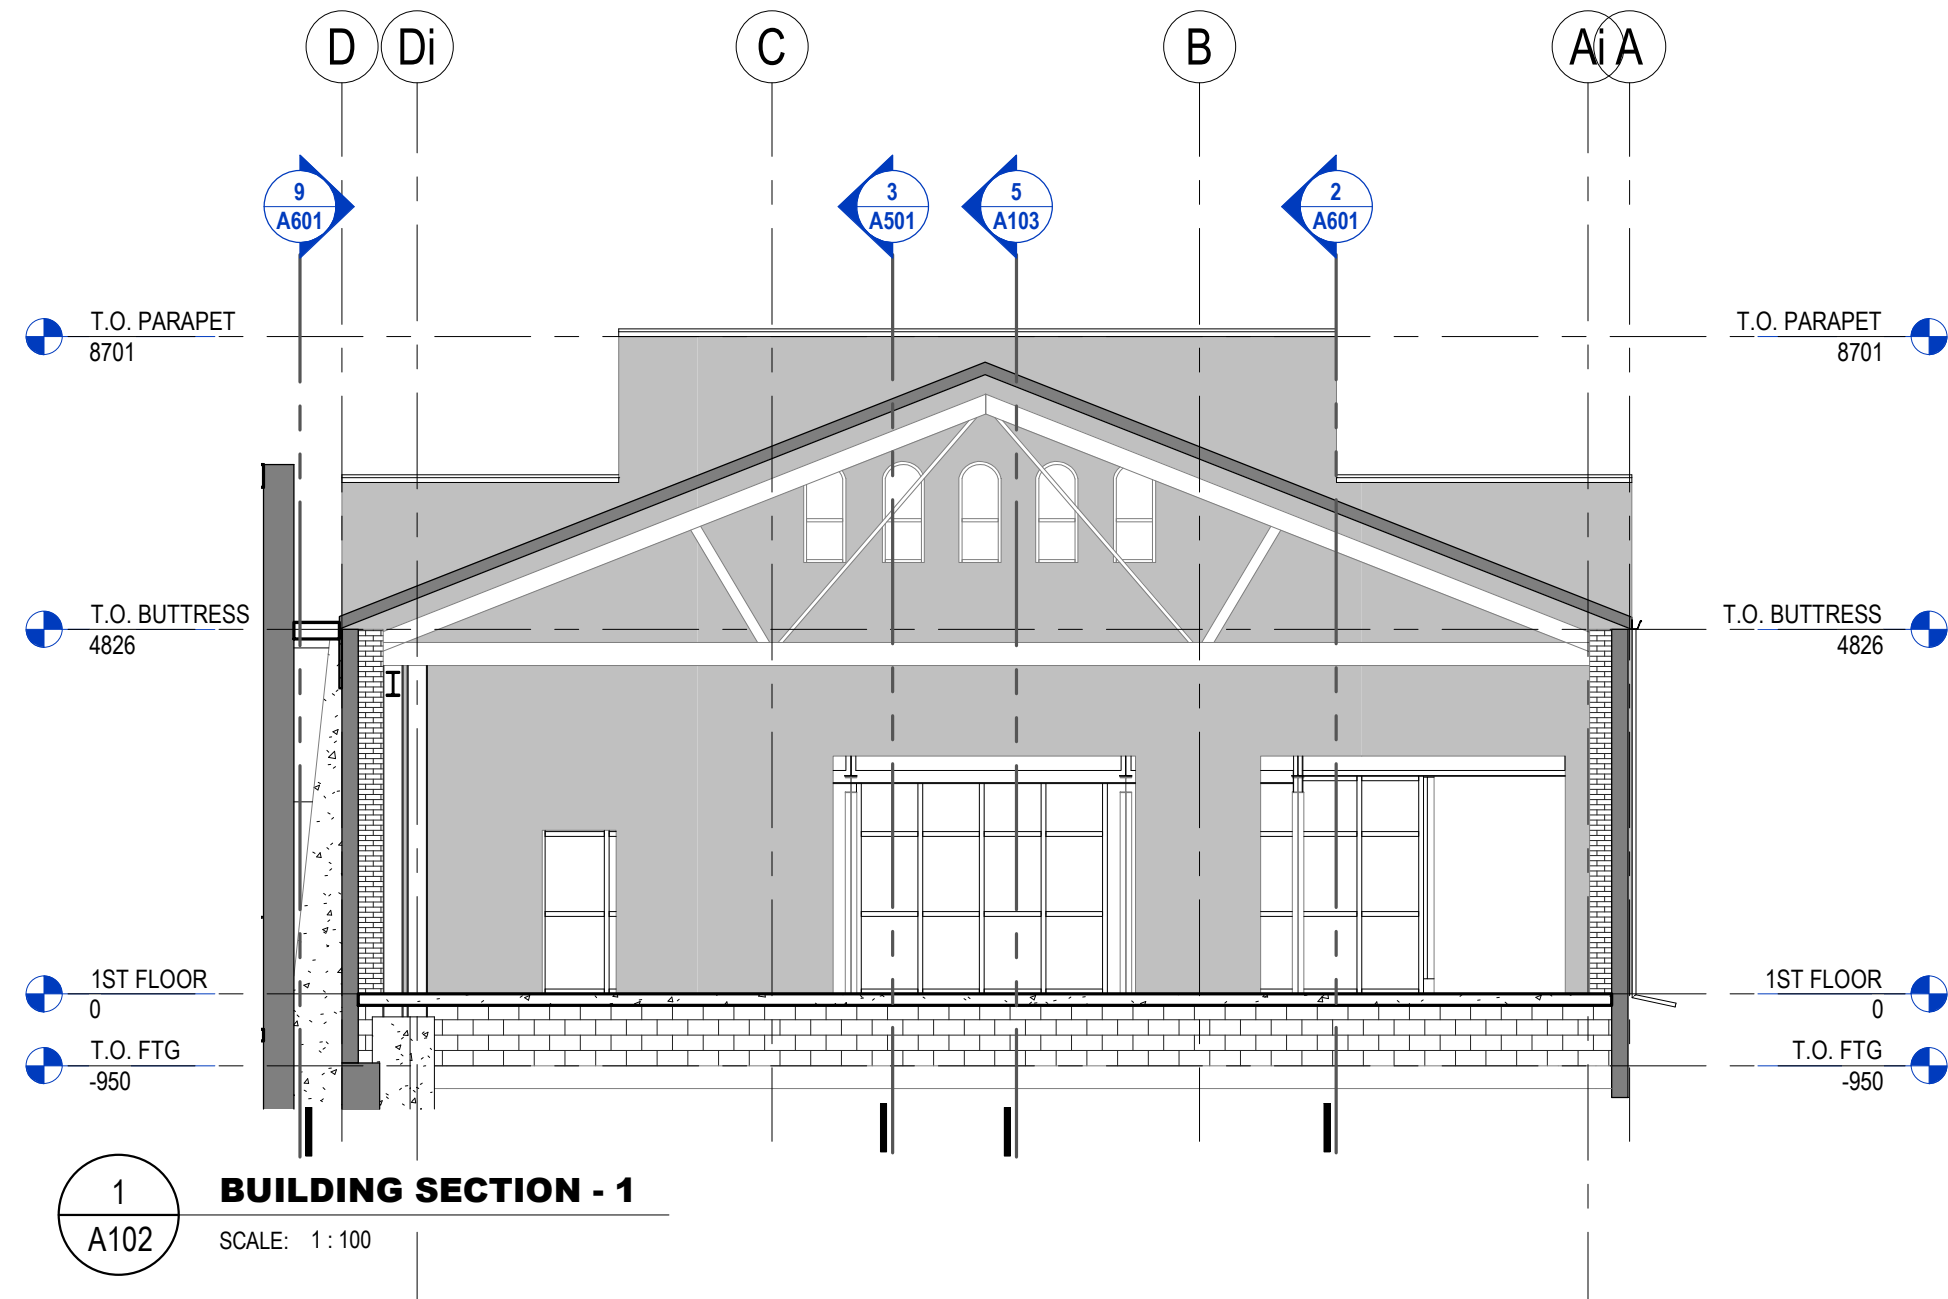 D Di C B Ai A
9 3 5 2
A601 A501 A103 A601
T.O. PARAPET T.O. PARAPET
8701 8701
T.O. BUTTRESS T.O. BUTTRESS
4826 4826
1ST FLOOR 1ST FLOOR
0 0
T.O. FTG T.O. FTG
-950 -950
1 BUILDING SECTION - 1
A102 SCALE: 1 : 100